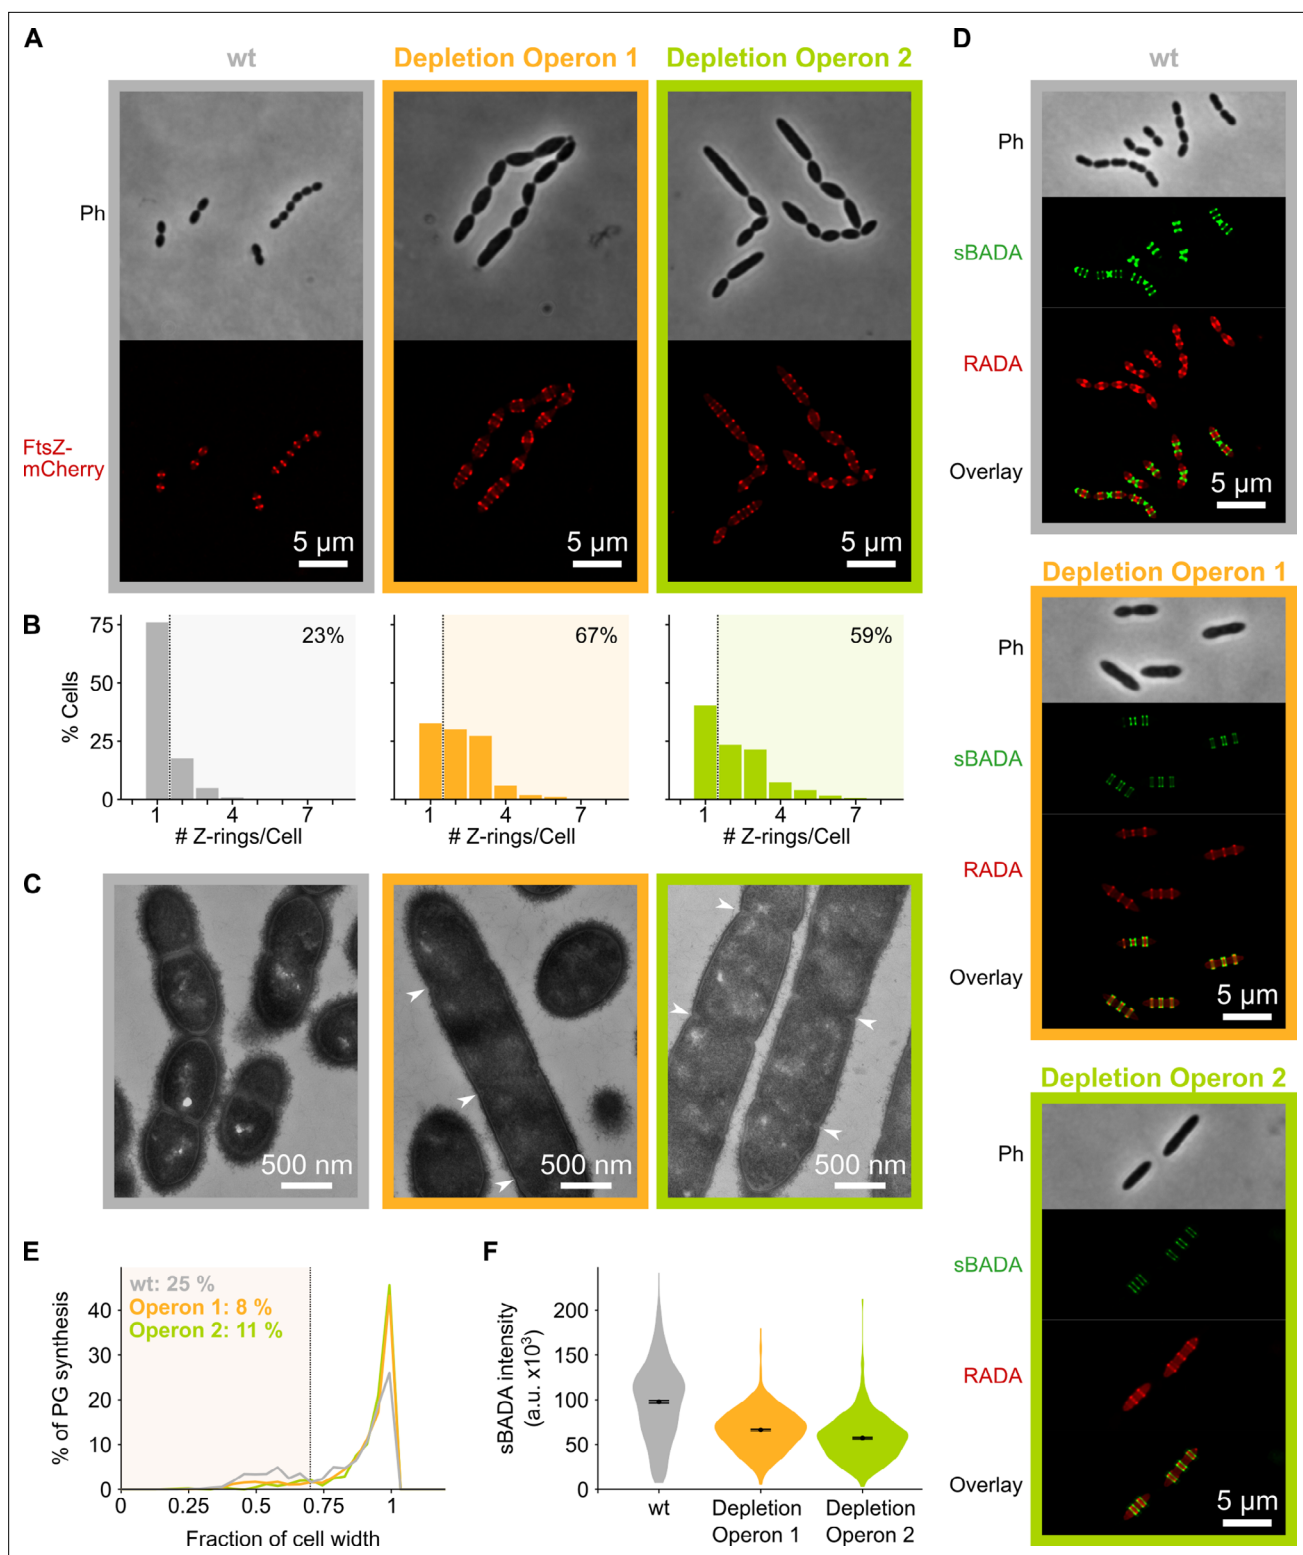 A
wt
Depletion Operon 1
Depletion Operon 2
Ph
FtsZ-
mCherry
5 µm
5 µm
5 µm
B
% Cells
75
50
25
0
23%
67%
59%
1 4 7
1 4 7
1 4 7
# Z-rings/Cell
# Z-rings/Cell
# Z-rings/Cell
C
500 nm
500 nm
500 nm
D
wt
Ph
sBADA
RADA
Overlay
5 µm
Depletion Operon 1
Ph
sBADA
RADA
Overlay
5 µm
Depletion Operon 2
Ph
sBADA
RADA
Overlay
5 µm
E
% of PG synthesis
40
30
20
10
0
wt: 25 %
Operon 1: 8 %
Operon 2: 11 %
0 0.25 0.5 0.75 1
Fraction of cell width
F
sBADA intensity
(a.u. x10³)
200
150
100
50
0
wt
Depletion
Operon 1
Depletion
Operon 2